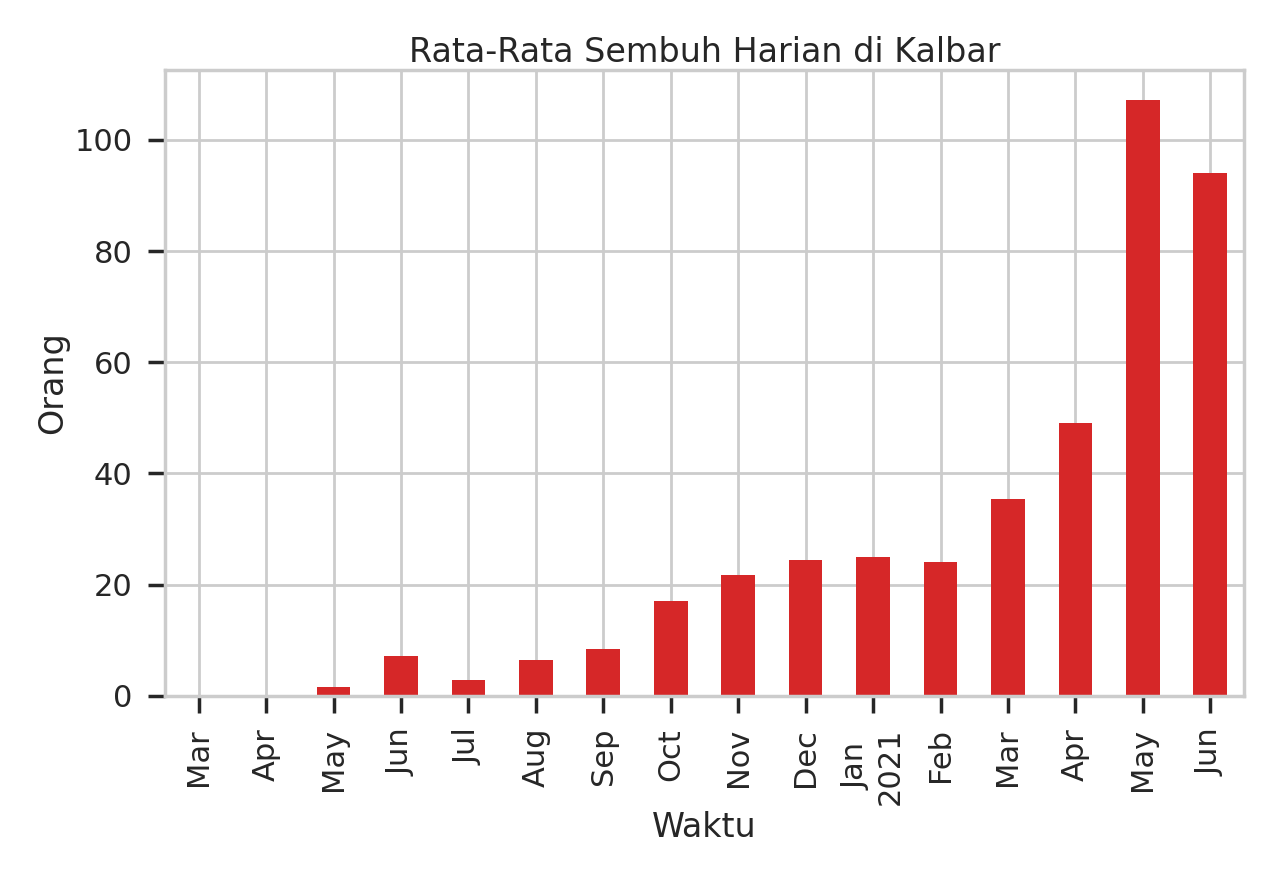 Rata-Rata Sembuh Harian di Kalbar
Orang
100
80
60
40
20
0
Mar
Apr
May
Jun
Jul
Aug
Sep
Oct
Nov
Dec
Jan
2021
Feb
Mar
Apr
May
Jun
Waktu